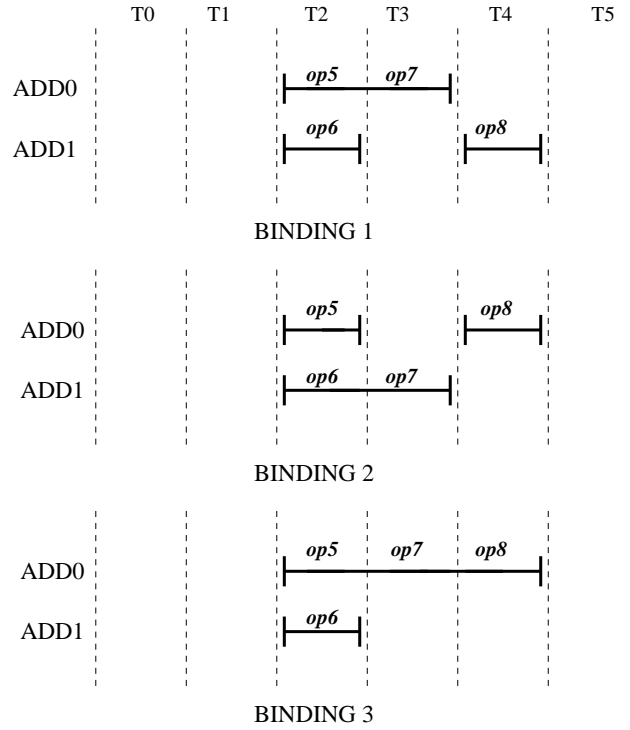 T0 T1 T2 T3 T4 T5
op5 op7
ADD0
op6 op8
ADD1
BINDING 1
op5 op8
ADD0
op6 op7
ADD1
BINDING 2
op5 op7 op8
ADD0
op6
ADD1
BINDING 3